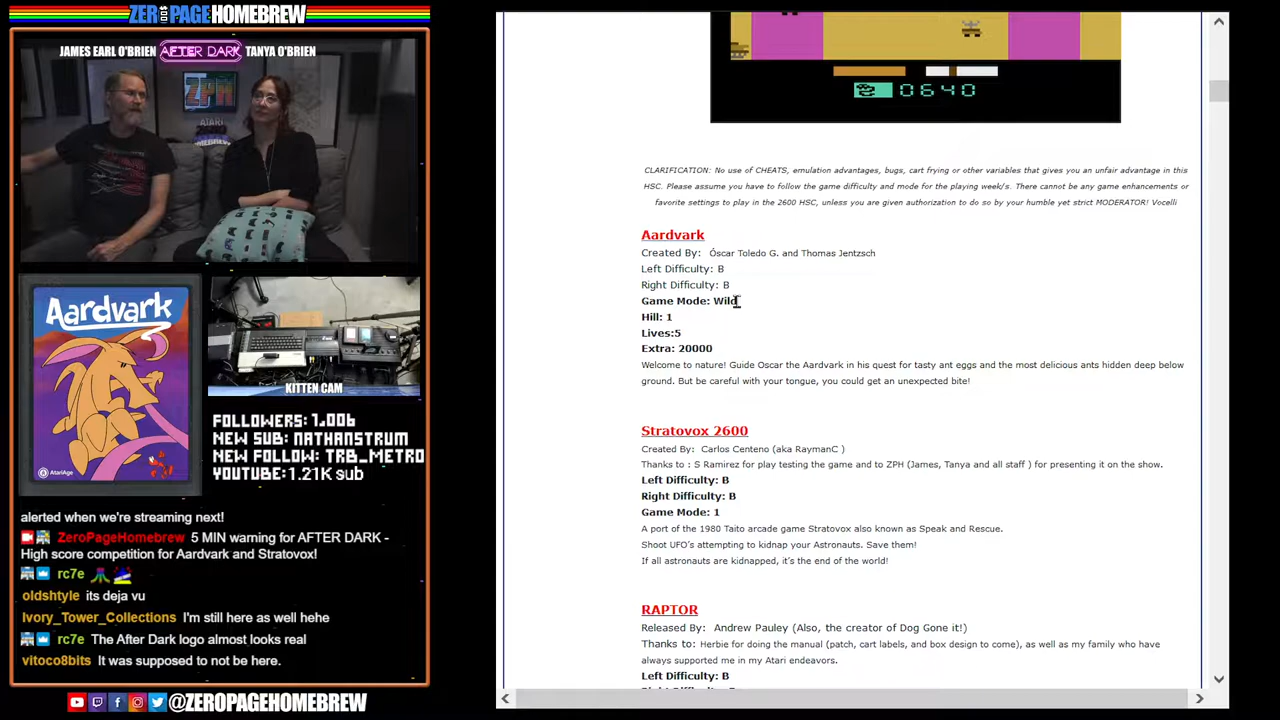 ZEROPAGEHOMEBREW
JAMES EARL O'BRIEN
AFTER DARK
TANYA O'BRIEN
ZPH
ATARI
HOMEBREW
Aardvark
AtariAge
KITTEN CAM
FOLLOWERS: 1,006
NEW SUB: NATHANSTRUM
NEW FOLLOW: TRB_METRO
YOUTUBE: 1.21K sub
alerted when we're streaming next!
ZeroPageHomebrew 5 MIN warning for AFTER DARK -
High score competition for Aardvark and Stratovox!
rc7e
oldshtyle its deja vu
Ivory_Tower_Collections I'm still here as well hehe
rc7e The After Dark logo almost looks real
vitoco8bits It was supposed to not be here.
@ZEROPAGEHOMEBREW
0640
CLARIFICATION: No use of CHEATS, emulation advantages, bugs, cart frying or other variables that gives you an unfair advantage in this
HSC. Please assume you have to follow the game difficulty and mode for the playing week/s. There cannot be any game enhancements or
favorite settings to play in the 2600 HSC, unless you are given authorization to do so by your humble yet strict MODERATOR! Vocelli
Aardvark
Created By: Óscar Toledo G. and Thomas Jentzsch
Left Difficulty: B
Right Difficulty: B
Game Mode: Wild
Hill: 1
Lives:5
Extra: 20000
Welcome to nature! Guide Oscar the Aardvark in his quest for tasty ant eggs and the most delicious ants hidden deep below
ground. But be careful with your tongue, you could get an unexpected bite!
Stratovox 2600
Created By: Carlos Centeno (aka RaymanC )
Thanks to : S Ramirez for play testing the game and to ZPH (James, Tanya and all staff ) for presenting it on the show.
Left Difficulty: B
Right Difficulty: B
Game Mode: 1
A port of the 1980 Taito arcade game Stratovox also known as Speak and Rescue.
Shoot UFO's attempting to kidnap your Astronauts. Save them!
If all astronauts are kidnapped, it's the end of the world!
RAPTOR
Released By: Andrew Pauley (Also, the creator of Dog Gone it!)
Thanks to: Herbie for doing the manual (patch, cart labels, and box design to come), as well as my family who have
always supported me in my Atari endeavors.
Left Difficulty: B